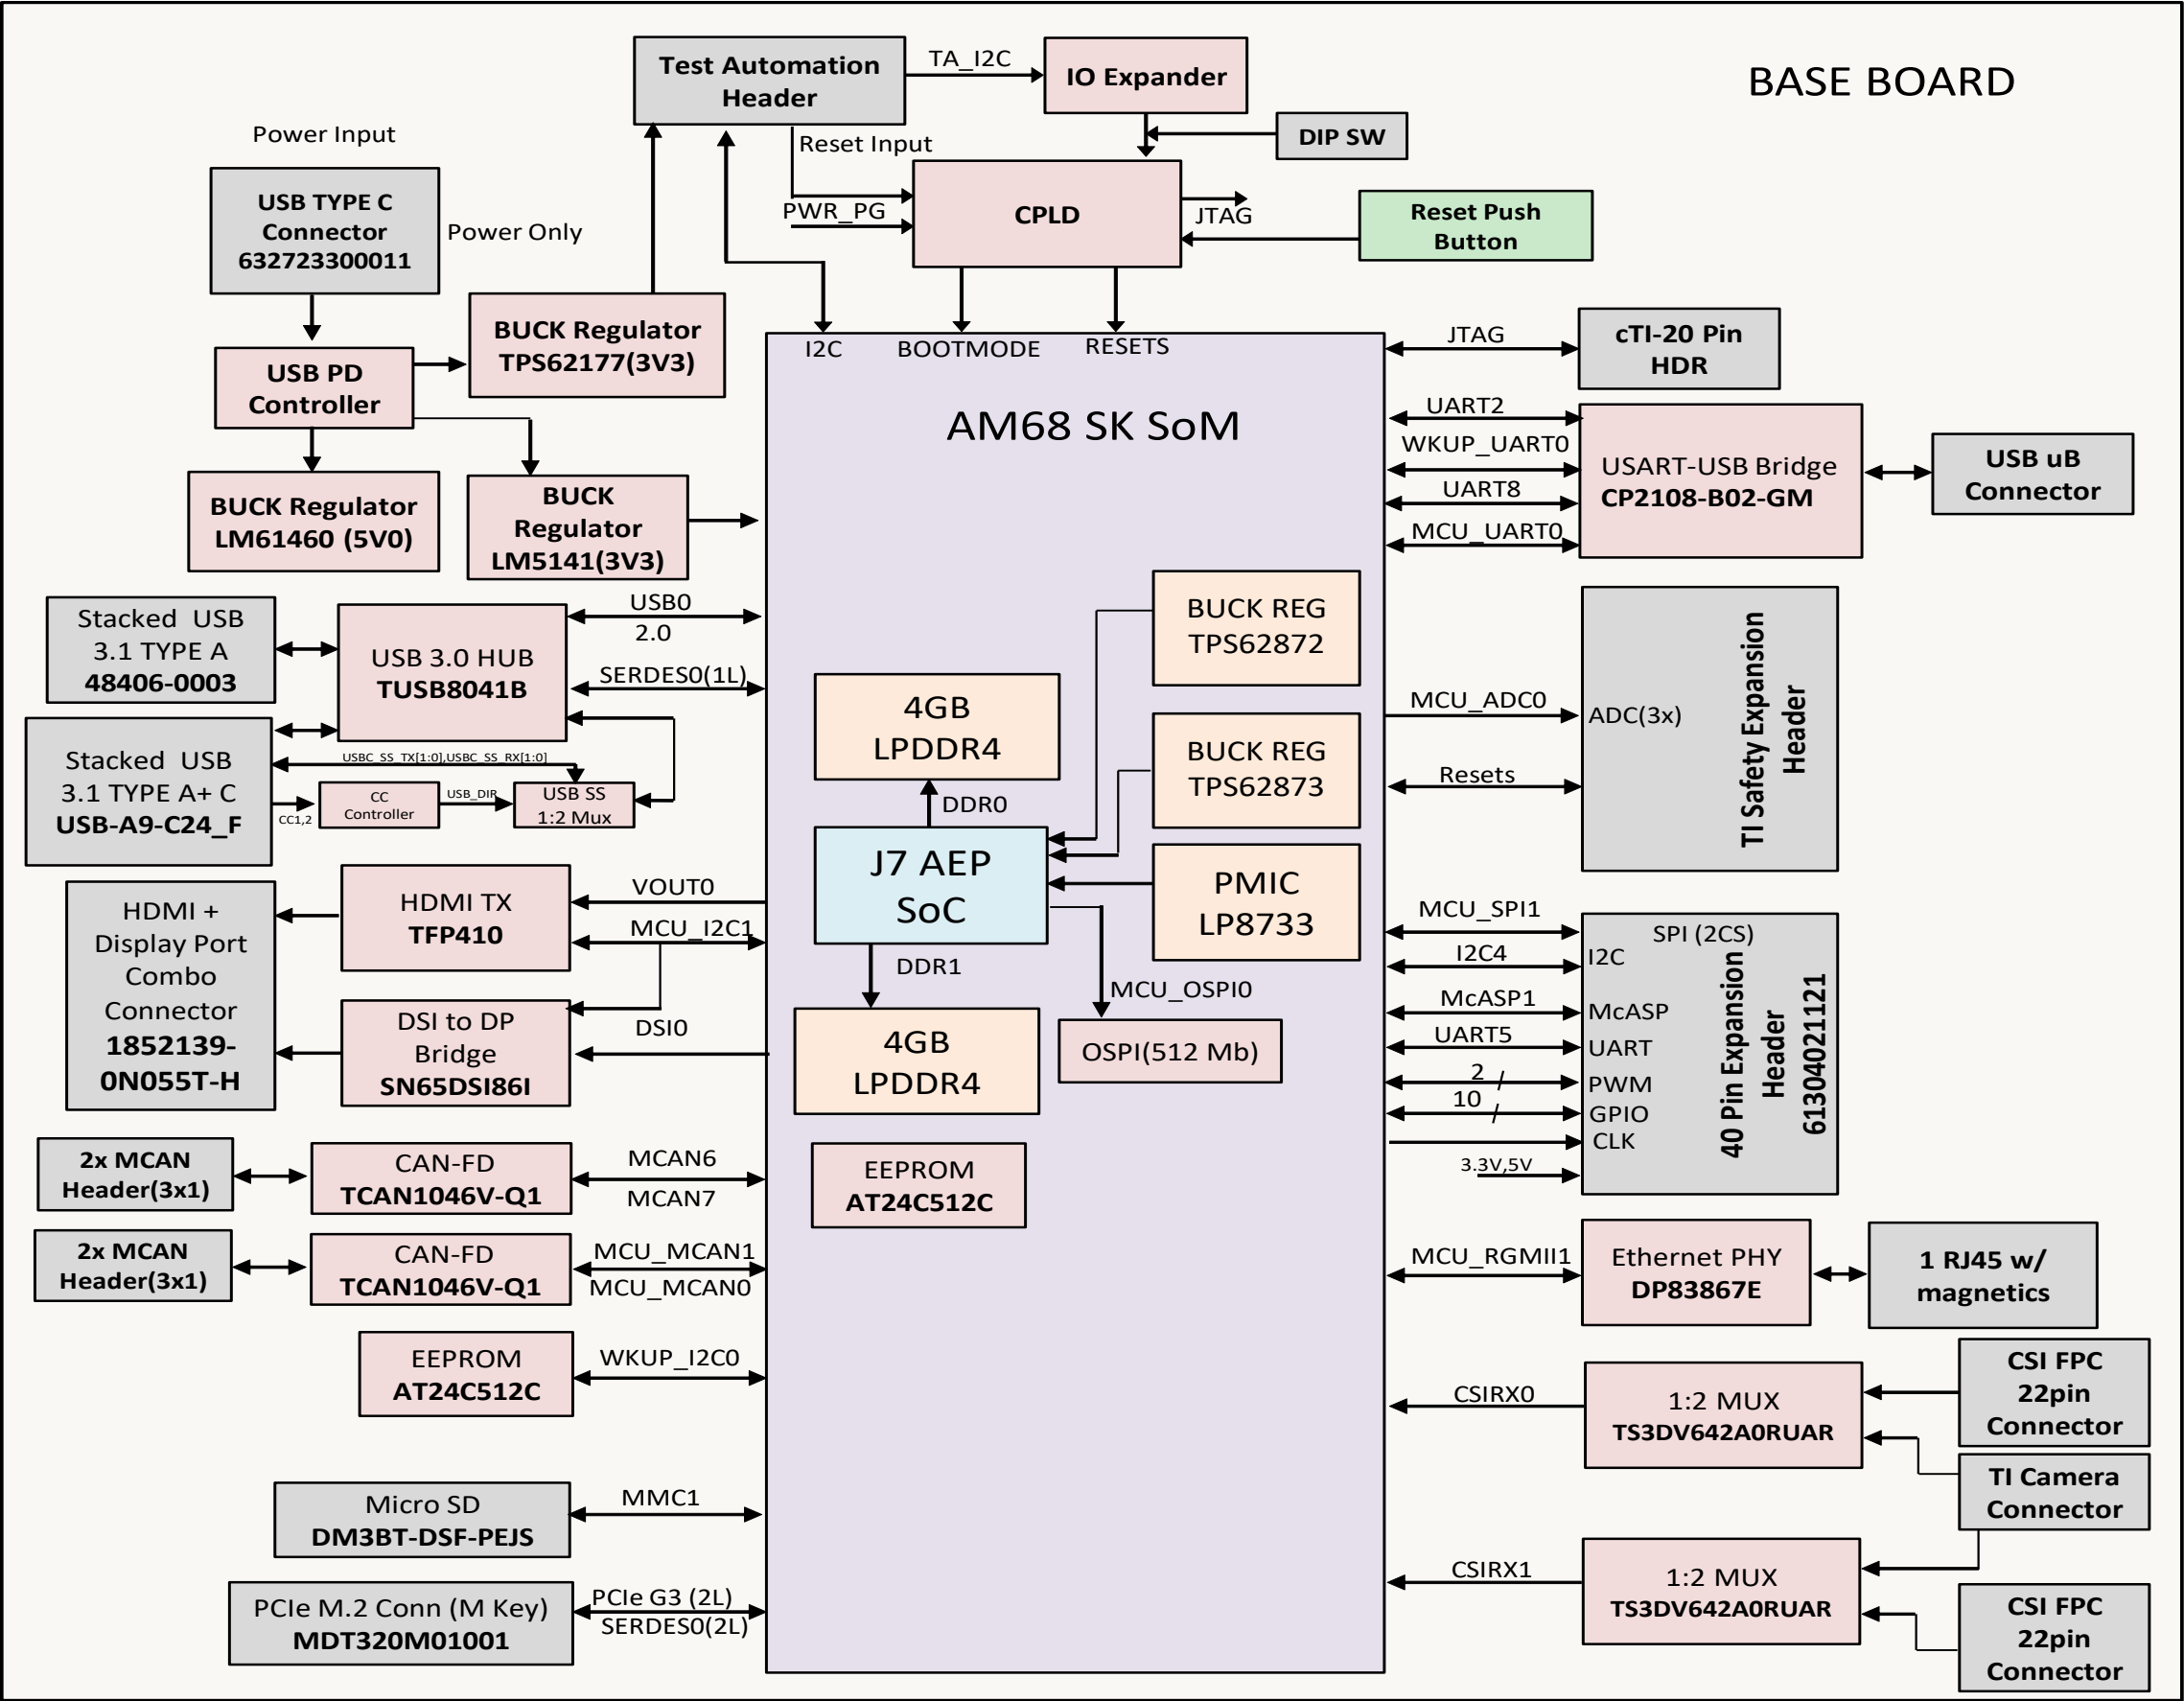 BASE BOARD
Test Automation
Header
TA_I2C
IO Expander
DIP SW
Reset Input
PWR_PG
CPLD
JTAG
Reset Push
Button
Power Input
USB TYPE C
Connector
632723300011
Power Only
BUCK Regulator
TPS62177(3V3)
USB PD
Controller
BUCK Regulator
LM61460 (5V0)
BUCK
Regulator
LM5141(3V3)
I2C
BOOTMODE
RESETS
AM68 SK SoM
JTAG
cTI-20 Pin
HDR
UART2
WKUP_UART0
UART8
MCU_UART0
USART-USB Bridge
CP2108-B02-GM
USB uB
Connector
Stacked USB
3.1 TYPE A
48406-0003
USB 3.0 HUB
TUSB8041B
USB0
2.0
SERDES0(1L)
Stacked USB
3.1 TYPE A+ C
USB-A9-C24_F
USBC_SS_TX[1:0],USBC_SS_RX[1:0]
CC1,2
CC
Controller
USB_DIR
USB SS
1:2 Mux
BUCK REG
TPS62872
BUCK REG
TPS62873
PMIC
LP8733
4GB
LPDDR4
DDR0
J7 AEP
SoC
DDR1
4GB
LPDDR4
MCU_OSPI0
OSPI(512 Mb)
EEPROM
AT24C512C
MCU_ADC0
ADC(3x)
Resets
TI Safety Expansion
Header
HDMI +
Display Port
Combo
Connector
1852139-
0N055T-H
HDMI TX
TFP410
VOUT0
MCU_I2C1
DSI to DP
Bridge
SN65DSI86I
DSI0
MCU_SPI1
I2C4
McASP1
UART5
2
10
3.3V,5V
SPI (2CS)
I2C
McASP
UART
PWM
GPIO
CLK
40 Pin Expansion
Header
61304021121
2x MCAN
Header(3x1)
CAN-FD
TCAN1046V-Q1
MCAN6
MCAN7
2x MCAN
Header(3x1)
CAN-FD
TCAN1046V-Q1
MCU_MCAN1
MCU_MCAN0
EEPROM
AT24C512C
WKUP_I2C0
Micro SD
DM3BT-DSF-PEJS
MMC1
PCIe M.2 Conn (M Key)
MDT320M01001
PCIe G3 (2L)
SERDES0(2L)
MCU_RGMII1
Ethernet PHY
DP83867E
1 RJ45 w/
magnetics
CSIRX0
1:2 MUX
TS3DV642A0RUAR
CSI FPC
22pin
Connector
TI Camera
Connector
CSIRX1
1:2 MUX
TS3DV642A0RUAR
CSI FPC
22pin
Connector